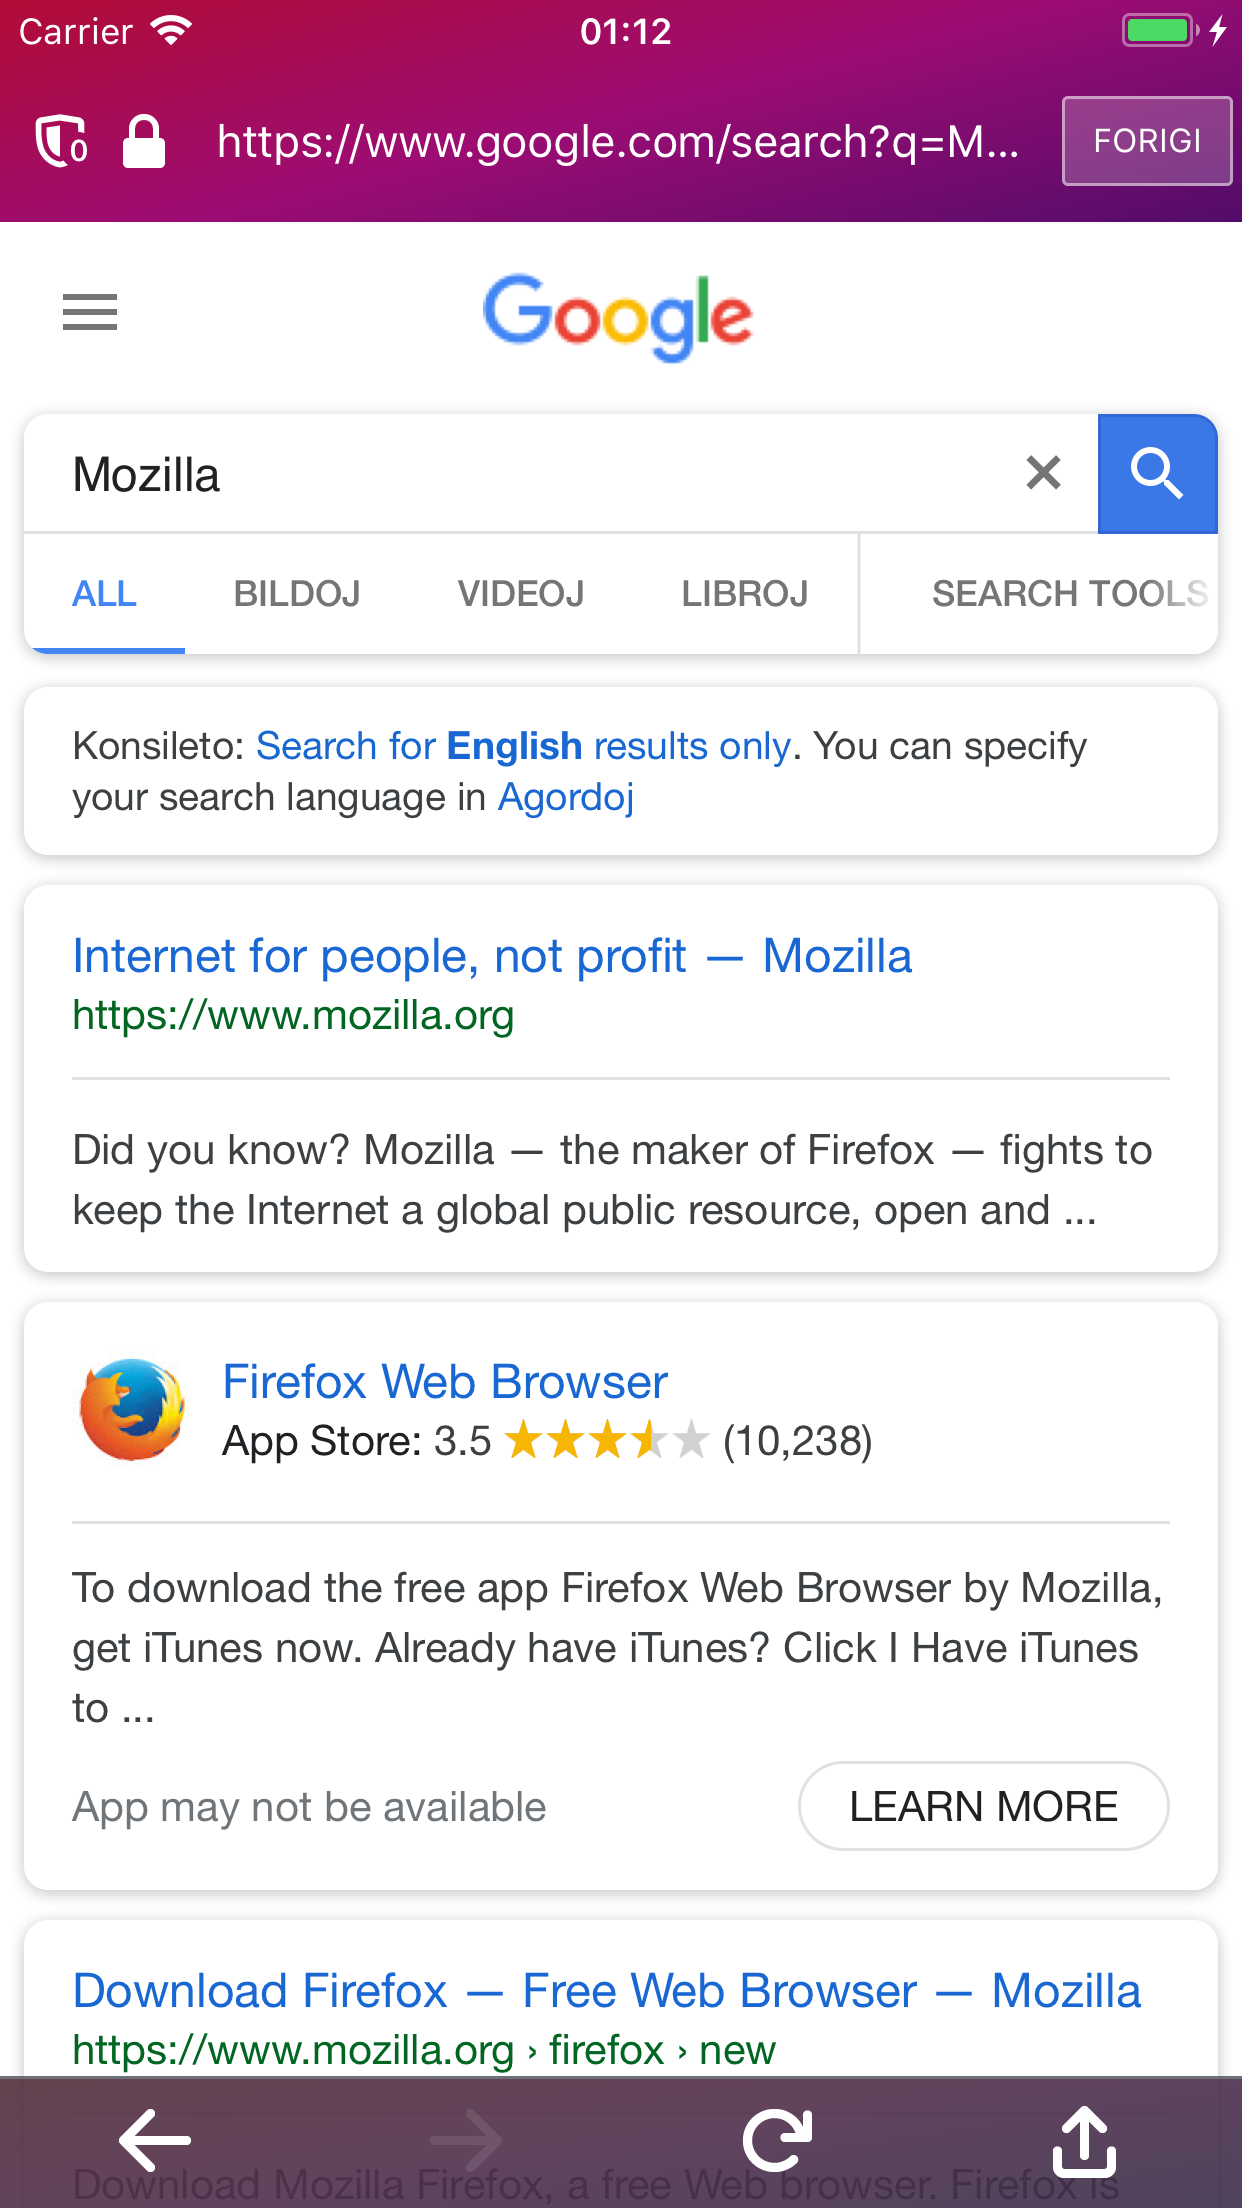 Carrier 01:12
0 https://www.google.com/search?q=M... FORIGI
Google
Mozilla
ALL BILDOJ VIDEOJ LIBROJ SEARCH TOOLS
Konsileto: Search for English results only. You can specify
your search language in Agordoj
Internet for people, not profit — Mozilla
https://www.mozilla.org
Did you know? Mozilla — the maker of Firefox — fights to
keep the Internet a global public resource, open and ...
Firefox Web Browser
App Store: 3.5 (10,238)
To download the free app Firefox Web Browser by Mozilla,
get iTunes now. Already have iTunes? Click I Have iTunes
to ...
App may not be available LEARN MORE
Download Firefox — Free Web Browser — Mozilla
https://www.mozilla.org › firefox › new
Download Mozilla Firefox, a free Web browser. Firefox is